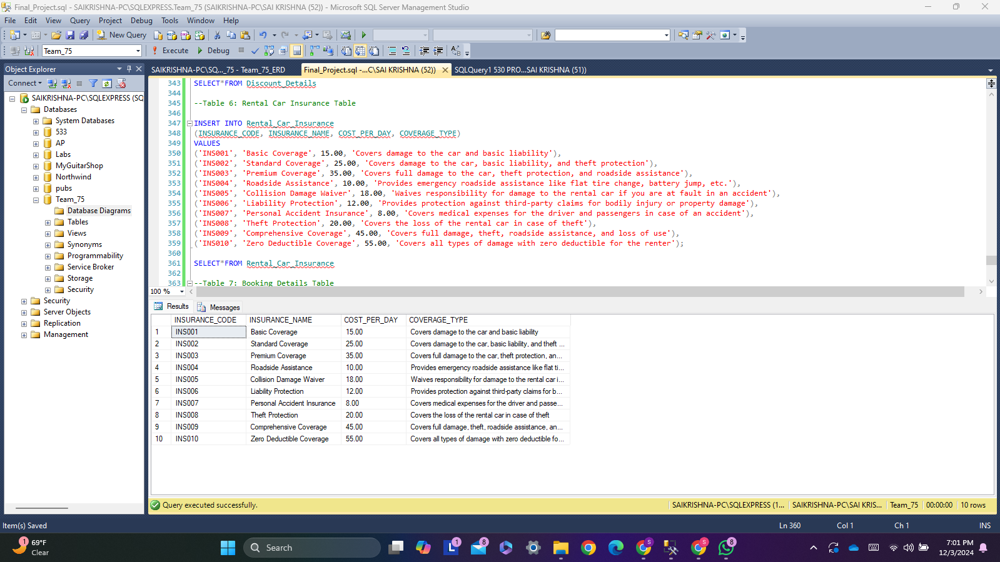 Final_Project.sql - SAIKRISHNA-PC\SQLEXPRESS.Team_75 (SAIKRISHNA-PC\SAI KRISHNA (52)) - Microsoft SQL Server Management Studio
File Edit View Query Project Debug Tools Window Help
New Query
Team_75 Execute Debug
Object Explorer
Connect
SAIKRISHNA-PC\SQLEXPRESS (SQ
Databases
System Databases
533
AP
Labs
MyGuitarShop
Northwind
pubs
Team_75
Database Diagrams
Tables
Views
Synonyms
Programmability
Service Broker
Storage
Security
Security
Server Objects
Replication
Management
SAIKRISHNA-PC\SQ..._75 - Team_75_ERD Final_Project.sql -...C\SAI KRISHNA (52)) SQLQuery1 530 PRO...SAI KRISHNA (51))
343 SELECT*FROM Discount_Details
344
345 --Table 6: Rental Car Insurance Table
346
347 INSERT INTO Rental_Car_Insurance
348 (INSURANCE_CODE, INSURANCE_NAME, COST_PER_DAY, COVERAGE_TYPE)
349 VALUES
350 ('INS001', 'Basic Coverage', 15.00, 'Covers damage to the car and basic liability'),
351 ('INS002', 'Standard Coverage', 25.00, 'Covers damage to the car, basic liability, and theft protection'),
352 ('INS003', 'Premium Coverage', 35.00, 'Covers full damage to the car, theft protection, and roadside assistance'),
353 ('INS004', 'Roadside Assistance', 10.00, 'Provides emergency roadside assistance like flat tire change, battery jump, etc.'),
354 ('INS005', 'Collision Damage Waiver', 18.00, 'Waives responsibility for damage to the rental car if you are at fault in an accident'),
355 ('INS006', 'Liability Protection', 12.00, 'Provides protection against third-party claims for bodily injury or property damage'),
356 ('INS007', 'Personal Accident Insurance', 8.00, 'Covers medical expenses for the driver and passengers in case of an accident'),
357 ('INS008', 'Theft Protection', 20.00, 'Covers the loss of the rental car in case of theft'),
358 ('INS009', 'Comprehensive Coverage', 45.00, 'Covers full damage, theft, roadside assistance, and loss of use'),
359 ('INS010', 'Zero Deductible Coverage', 55.00, 'Covers all types of damage with zero deductible for the renter');
360
361 SELECT*FROM Rental_Car_Insurance
362
363 --Table 7: Booking Details Table
100 %
Results Messages
INSURANCE_CODE INSURANCE_NAME COST_PER_DAY COVERAGE_TYPE
1 INS001 Basic Coverage 15.00 Covers damage to the car and basic liability
2 INS002 Standard Coverage 25.00 Covers damage to the car, basic liability, and theft ...
3 INS003 Premium Coverage 35.00 Covers full damage to the car, theft protection, an...
4 INS004 Roadside Assistance 10.00 Provides emergency roadside assistance like flat ti...
5 INS005 Collision Damage Waiver 18.00 Waives responsibility for damage to the rental car i...
6 INS006 Liability Protection 12.00 Provides protection against third-party claims for b...
7 INS007 Personal Accident Insurance 8.00 Covers medical expenses for the driver and passe...
8 INS008 Theft Protection 20.00 Covers the loss of the rental car in case of theft
9 INS009 Comprehensive Coverage 45.00 Covers full damage, theft, roadside assistance, an...
10 INS010 Zero Deductible Coverage 55.00 Covers all types of damage with zero deductible fo...
Query executed successfully. SAIKRISHNA-PC\SQLEXPRESS (1... SAIKRISHNA-PC\SAI KRIS... Team_75 00:00:00 10 rows
Item(s) Saved Ln 360 Col 1 Ch 1 INS
1 69°F
Clear
Search
1
8
S
S
8
7:01 PM
12/3/2024